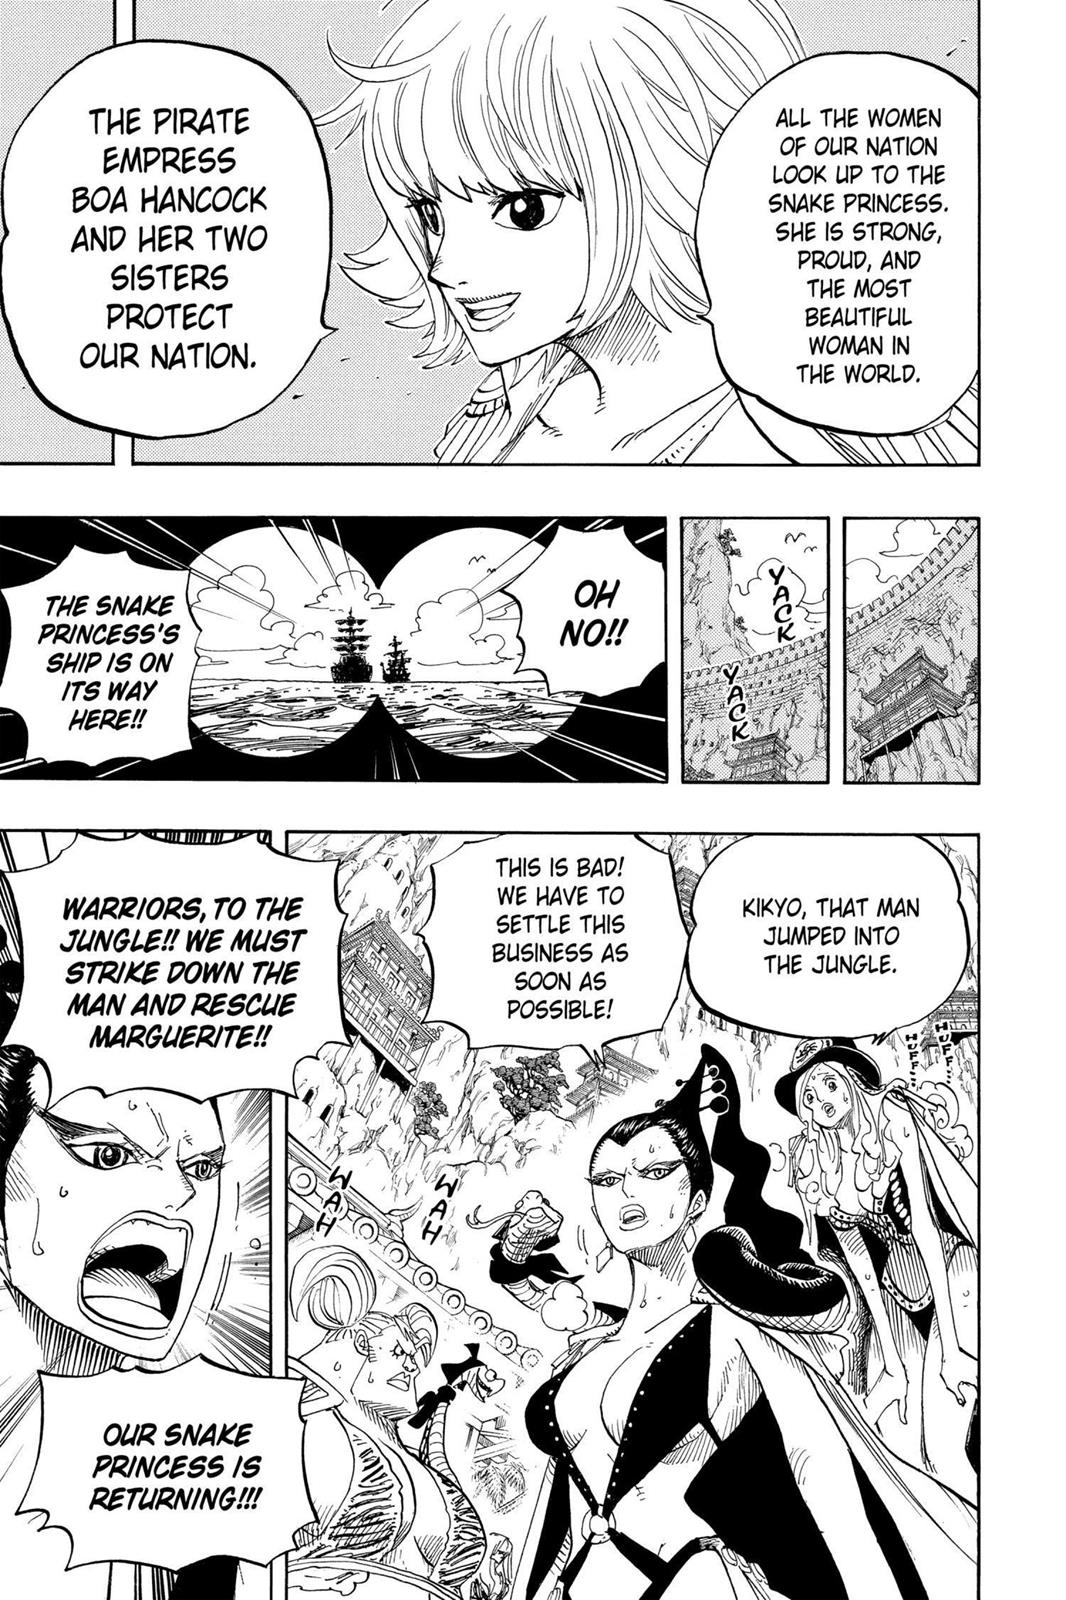 ALL THE WOMEN
OF OUR NATION
LOOK UP TO THE
SNAKE PRINCESS.
SHE IS STRONG,
PROUD, AND
THE MOST
BEAUTIFUL
WOMAN IN
THE WORLD.
THE PIRATE
EMPRESS
BOA HANCOCK
AND HER TWO
SISTERS
PROTECT
OUR NATION.
YACK
YACK
OH
NO!!
THE SNAKE
PRINCESS'S
SHIP IS ON
ITS WAY
HERE!!
KIKYO, THAT MAN
JUMPED INTO
THE JUNGLE.
HUFF...
HUFF...
THIS IS BAD!
WE HAVE TO
SETTLE THIS
BUSINESS AS
SOON AS
POSSIBLE!
WAH
WAH
WARRIORS, TO THE
JUNGLE!! WE MUST
STRIKE DOWN THE
MAN AND RESCUE
MARGUERITE!!
OUR SNAKE
PRINCESS IS
RETURNING!!!